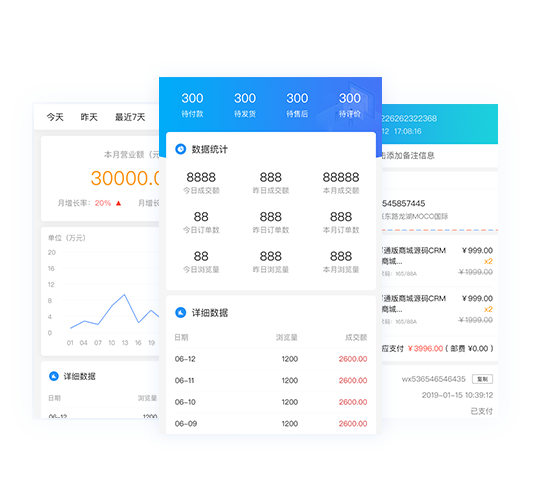 今天 昨天 最近7天
本月营业额（元
30000.0
月增长率：20% ▲ 月增长
单位（万元）
20
16
12
8
4
0
01 04 07 10 13 16 19
详细数据
日期 浏览量
06-12 1200
300 300 300 300
待付款 待发货 待售后 待评价
数据统计
8888 888 88888
今日成交额 昨日成交额 本月成交额
88 888 888
今日订单数 昨日订单数 本月订单数
88 888 888
今日浏览量 昨日浏览量 本月浏览量
详细数据
日期 浏览量 成交额
06-12 1200 2600.00
06-11 1200 2600.00
06-10 1200 2600.00
06-09 1200 2600.00
226262322368
12 17:08:16
添加备注信息
545857445
东路龙湖MOCO国际
通版商城源码CRM ￥999.00
商城... x2
165/88A ￥1999.00
通版商城源码CRM ￥999.00
商城... x2
165/88A ￥1999.00
应支付 ￥3996.00 ( 邮费 ¥0.00 )
wx536546546435 复制
2019-01-15 10:39:12
已支付